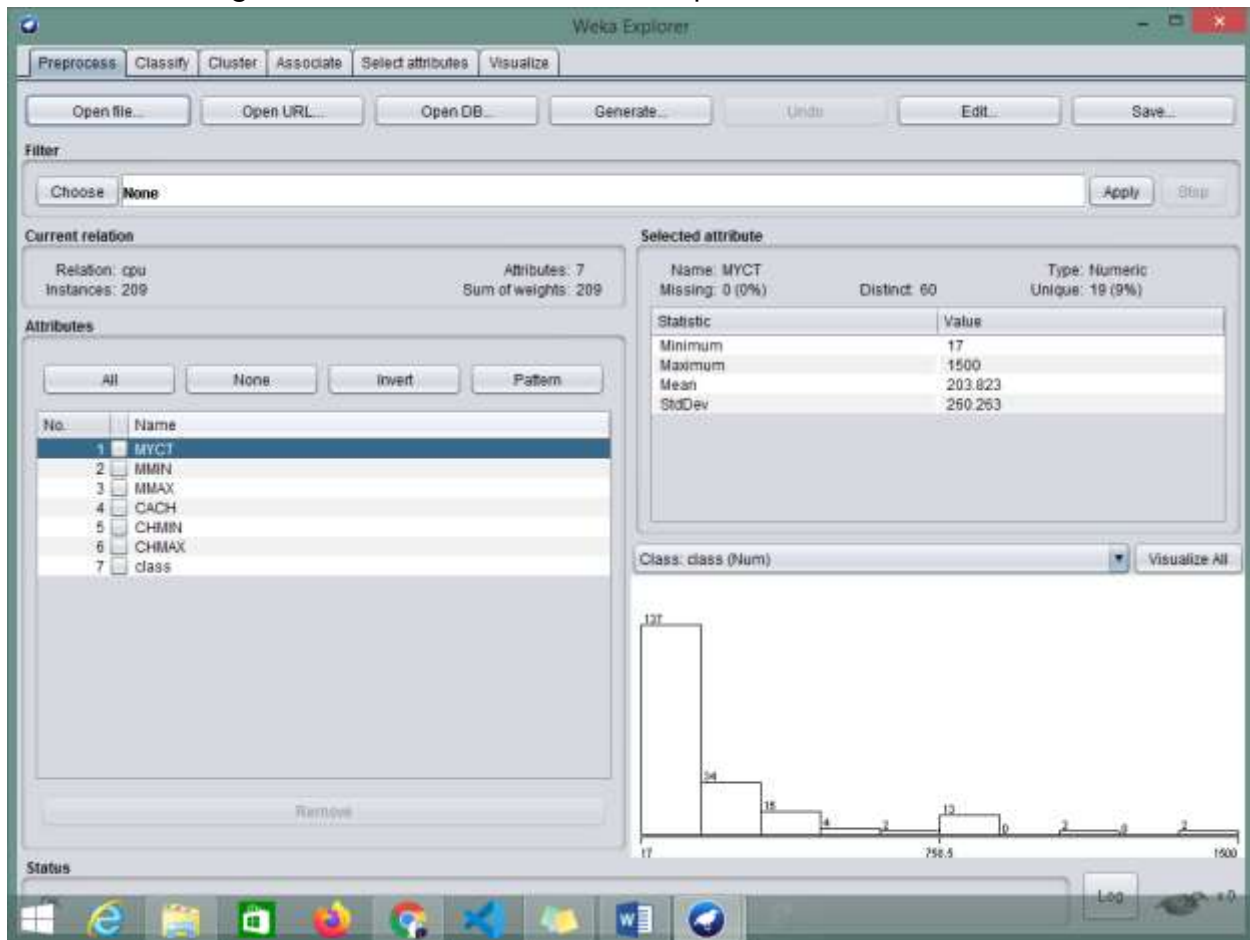 Weka Explorer
Preprocess Classify Cluster Associate Select attributes Visualize
Open file... Open URL... Open DB... Generate... Undo Edit... Save...
Filter
Choose None Apply Stop
Current relation
Relation: cpu Attributes: 7
Instances: 209 Sum of weights: 209
Selected attribute
Name: MYCT Type: Numeric
Missing: 0 (0%) Distinct: 60 Unique: 19 (9%)
Statistic Value
Minimum 17
Maximum 1500
Mean 203.823
StdDev 260.263
Attributes
All None Invert Pattern
No. Name
1 MYCT
2 MMIN
3 MMAX
4 CACH
5 CHMIN
6 CHMAX
7 class
Remove
Class: class (Num) Visualize All
137
34
15
4
2
13
0
2
0
2
17 758.5 1500
Status
Log x 0